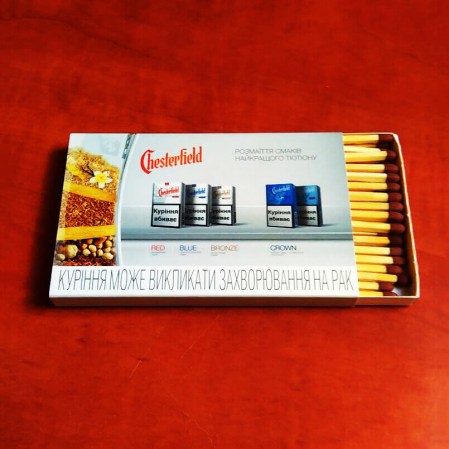 Chesterfield
РОЗМАЇТТЯ СМАКІВ
НАЙКРАЩОГО ТЮТЮНУ
Chesterfield
Куріння
вбиває
Куріння
вбиває
RED
BLUE
BRONZE
CROWN
КУРІННЯ МОЖЕ ВИКЛИКАТИ ЗАХВОРЮВАННЯ НА РАК